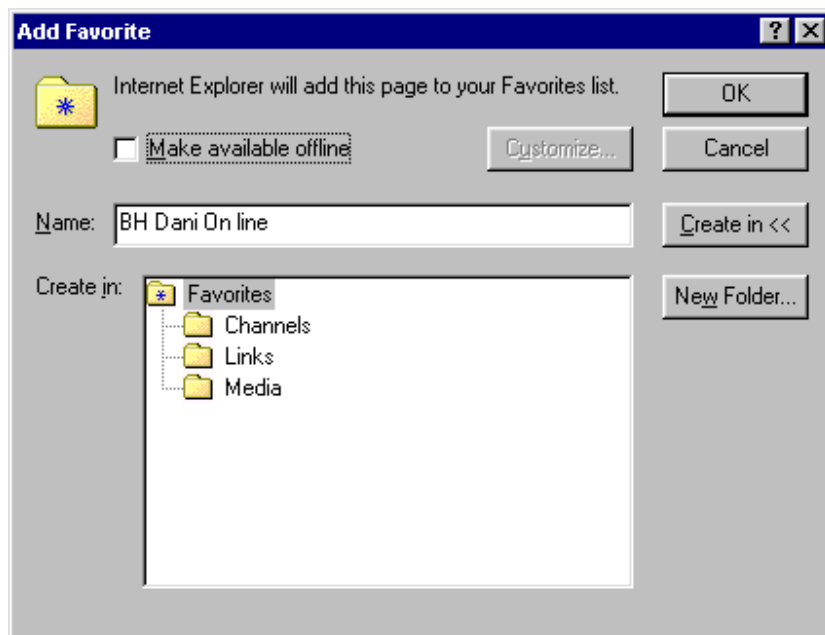 Add Favorite
Internet Explorer will add this page to your Favorites list.
OK
Make available offline
Customize...
Cancel
Name:
BH Dani On line
Create in <<
Create in:
Favorites
New Folder...
Channels
Links
Media